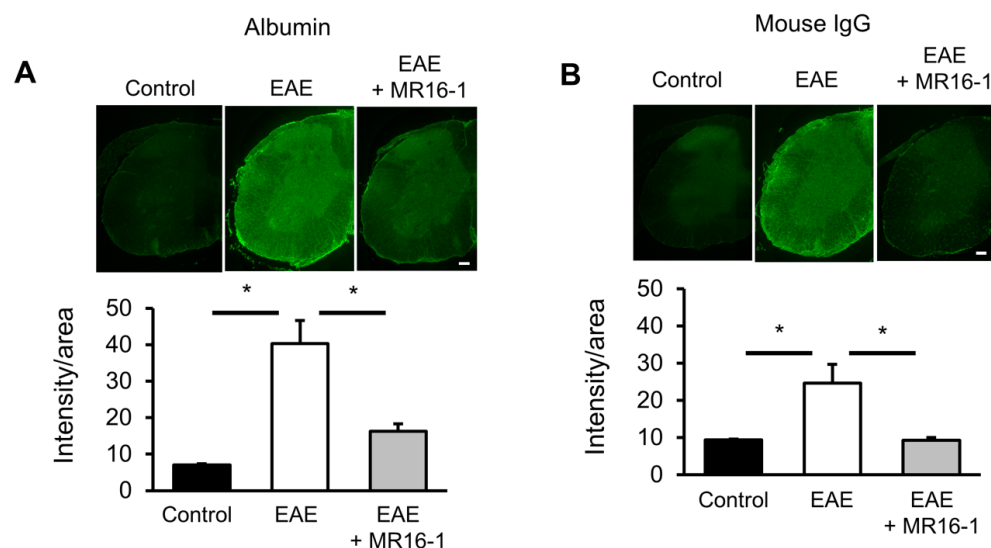 Albumin
A
Control
EAE
EAE
+ MR16-1
*
*
Intensity/area
50
40
30
20
10
0
Control
EAE
EAE
+ MR16-1
Mouse IgG
B
Control
EAE
EAE
+ MR16-1
*
*
Intensity/area
50
40
30
20
10
0
Control
EAE
EAE
+ MR16-1